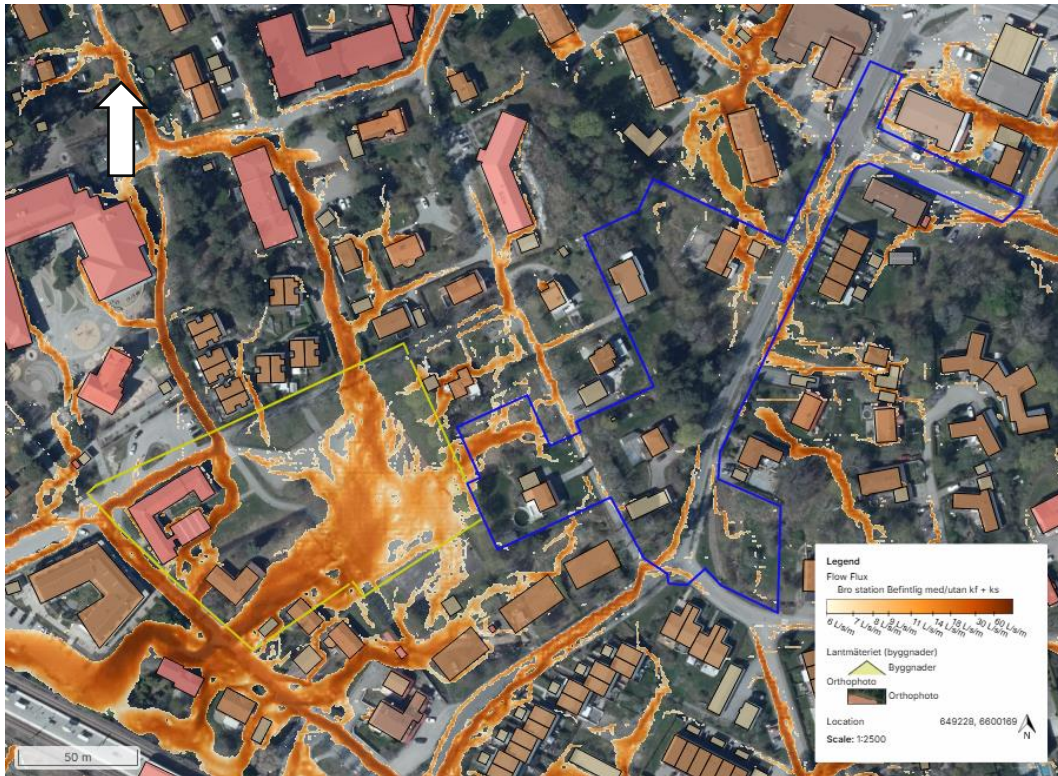 Legend
Flow Flux
Bro station Befintlig med/utan kf + ks
6 L/s/m 7 L/s/m 8 L/s/m 9 L/s/m 11 L/s/m 14 L/s/m 18 L/s/m 30 L/s/m 60 L/s/m
Lantmäteriet (byggnader)
Byggnader
Orthophoto
Orthophoto
Location 649228, 6600169
Scale: 1:2500
N
50 m